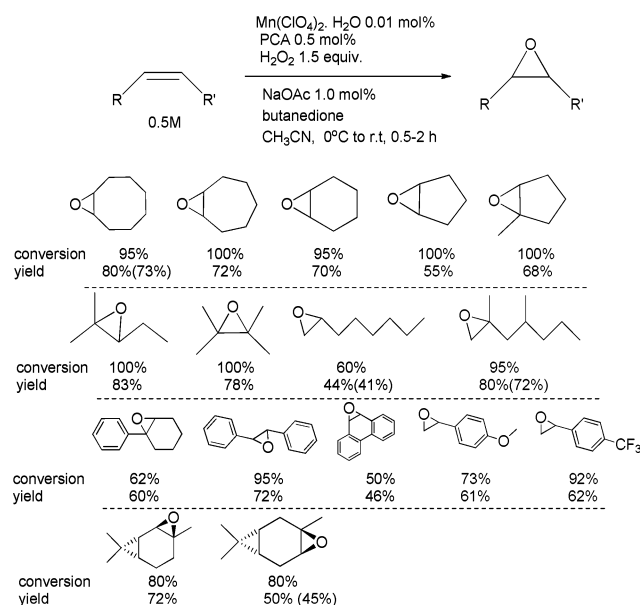 Mn(ClO4)2. H2O 0.01 mol%
PCA 0.5 mol%
H2O2 1.5 equiv.
R R'
0.5M
NaOAc 1.0 mol%
butanedione
CH3CN, 0ºC to r.t, 0.5-2 h
O
R R'
O O O O O
conversion 95% 100% 95% 100% 100%
yield 80%(73%) 72% 70% 55% 68%
O O O O
conversion 100% 100% 60% 95%
yield 83% 78% 44%(41%) 80%(72%)
O O O O O O CF3
conversion 62% 95% 50% 73% 92%
yield 60% 72% 46% 61% 62%
O O
conversion 80% 80%
yield 72% 50% (45%)